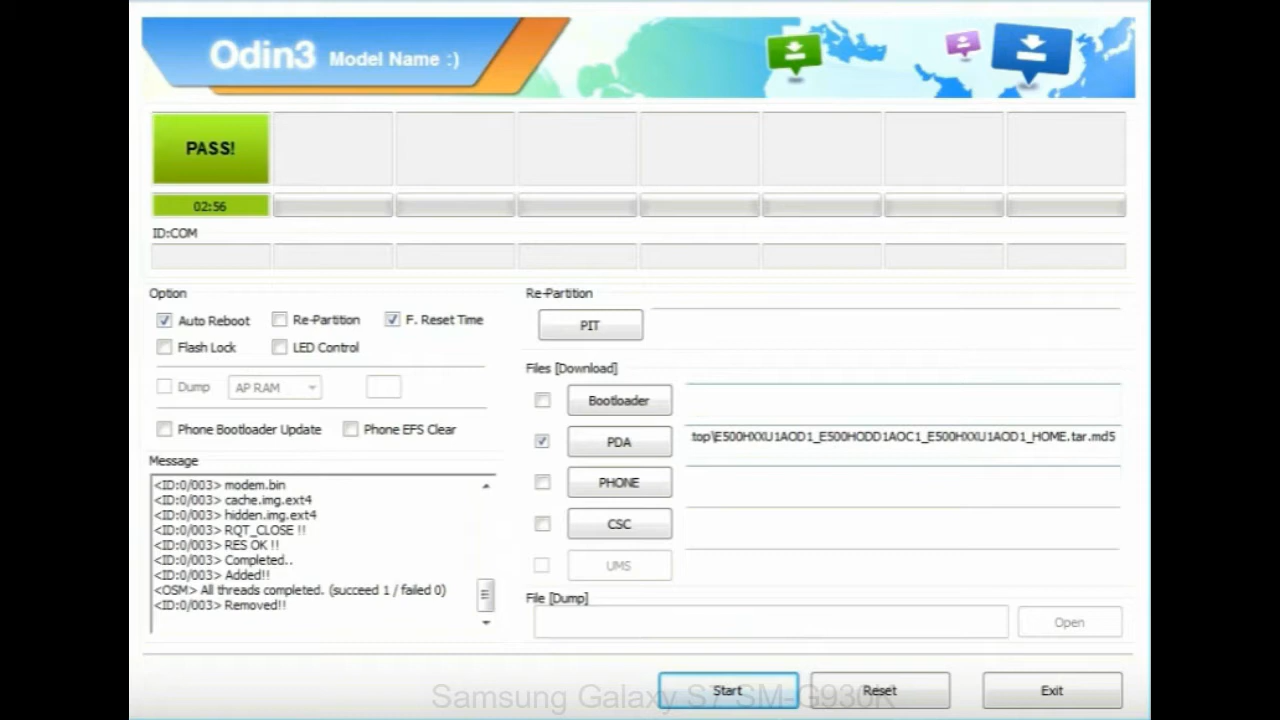 Odin3 Model Name :)
PASS!
02:56
ID:COM
Option
Auto Reboot Re-Partition F. Reset Time
Flash Lock LED Control
Dump AP RAM
Phone Bootloader Update Phone EFS Clear
Message
<ID:0/003> modem.bin
<ID:0/003> cache.img.ext4
<ID:0/003> hidden.img.ext4
<ID:0/003> RQT_CLOSE !!
<ID:0/003> RES OK !!
<ID:0/003> Completed..
<ID:0/003> Added!!
<OSM> All threads completed. (succeed 1 / failed 0)
<ID:0/003> Removed!!
Re-Partition
PIT
Files [Download]
Bootloader
PDA top\E500HXXU1AOD1_E500HODD1AOC1_E500HXXU1AOD1_HOME.tar.md5
PHONE
CSC
UMS
File [Dump]
Open
Start Reset Exit
Samsung Galaxy S7 SM-G930K